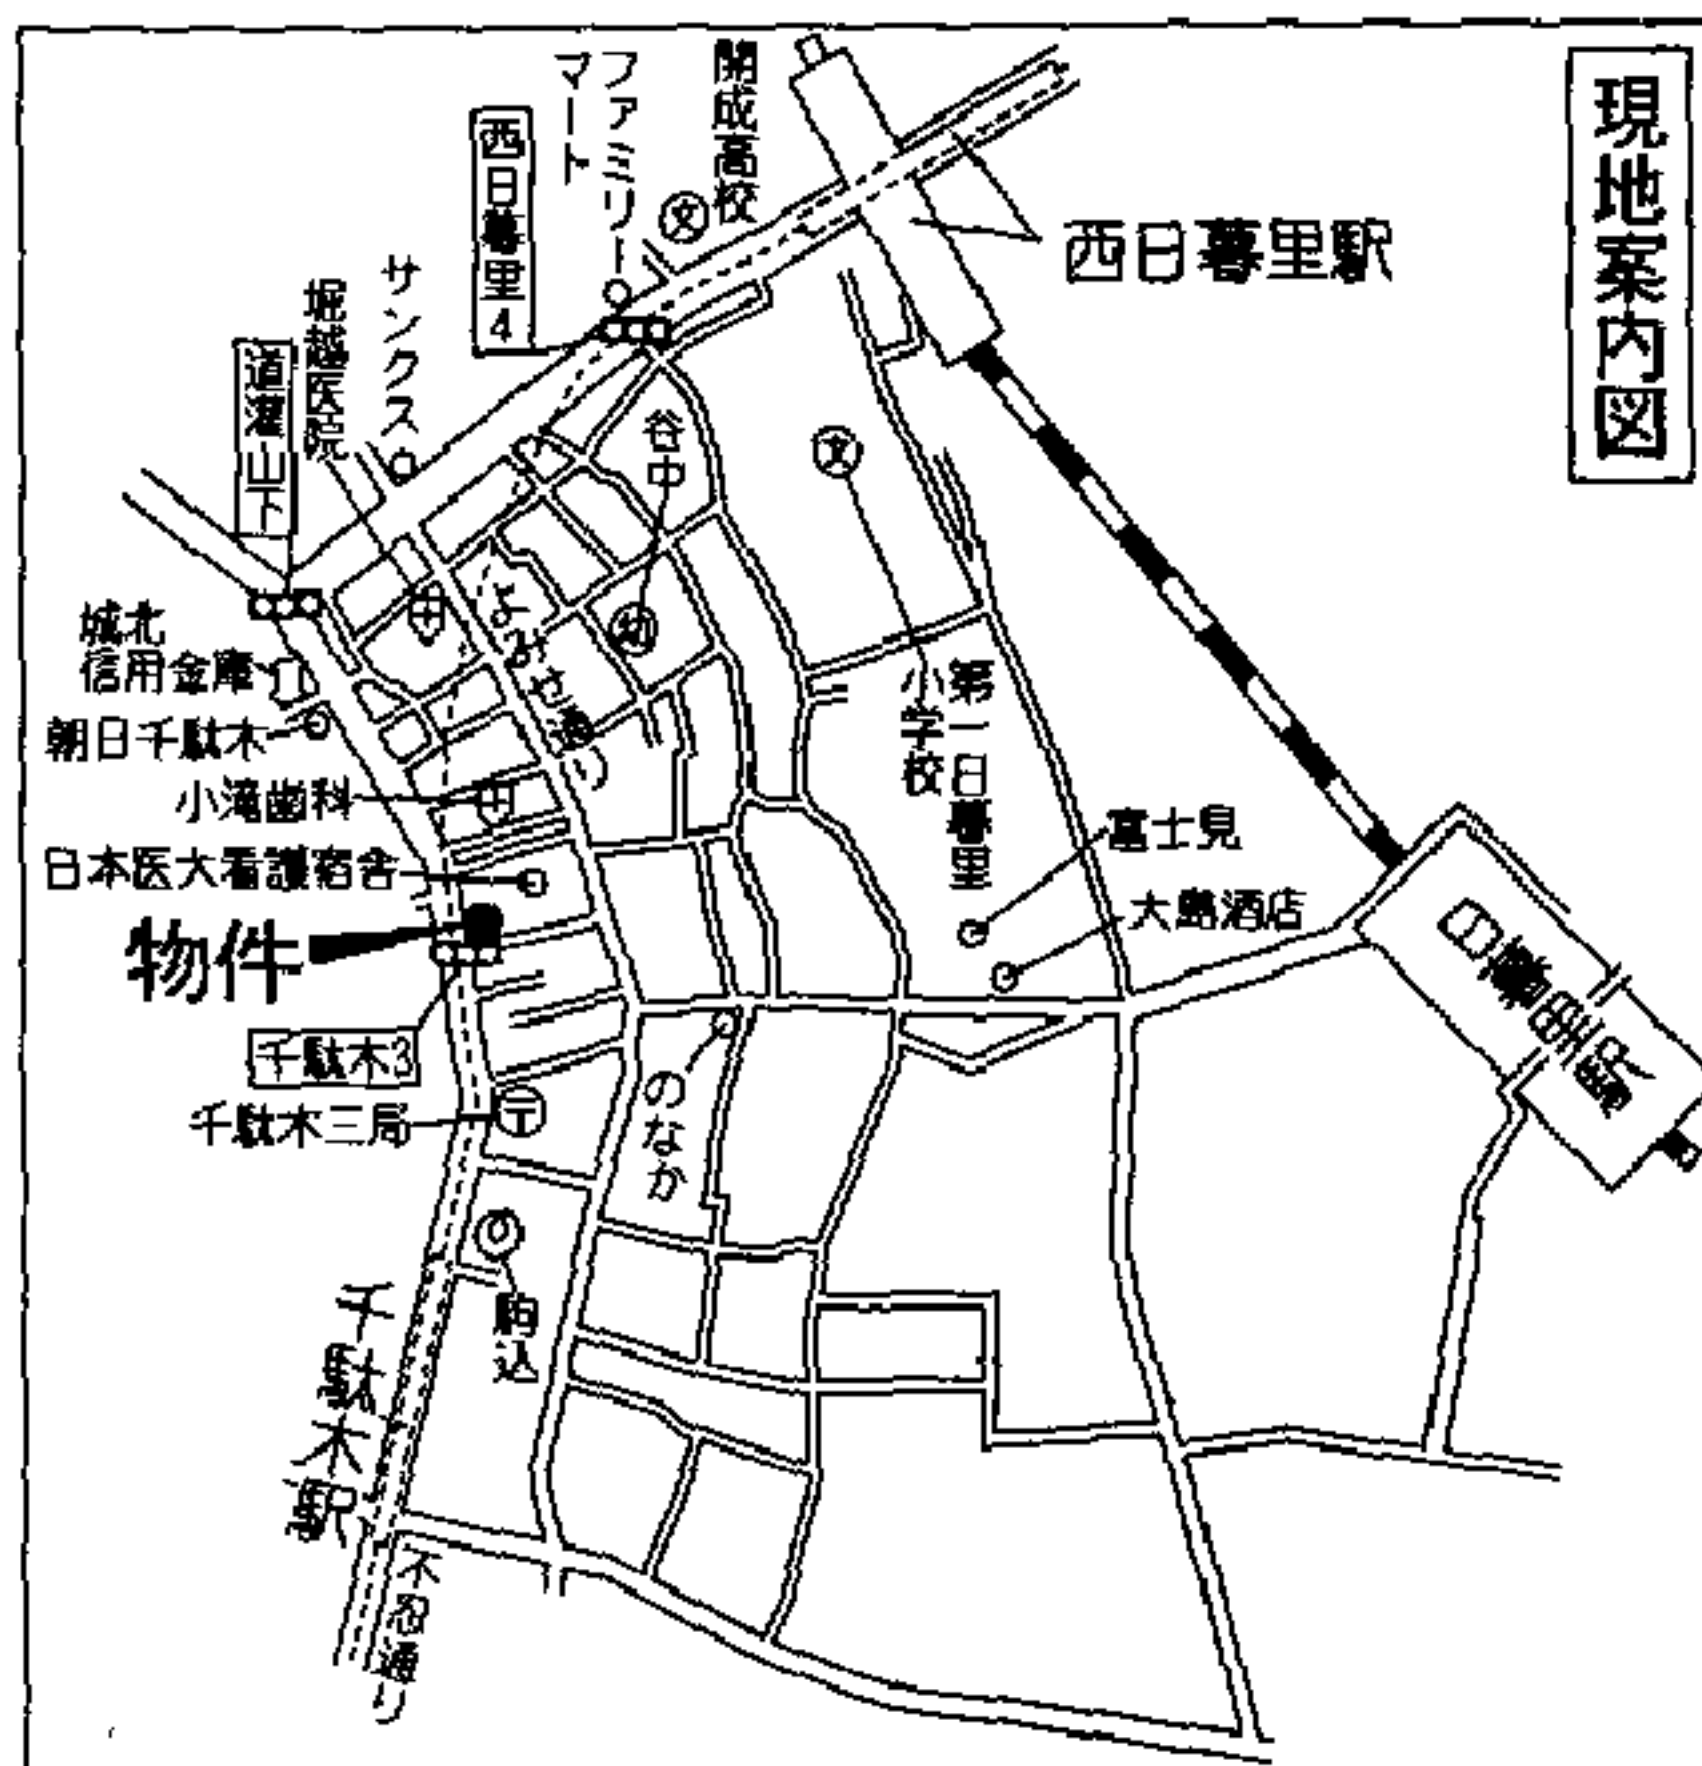 現地案内図
開成高校
ファミリー
マート
西日暮里4
西日暮里駅
サンクス
堀越医院
道灌山下
谷中
文
文
幼
よみせ通り
城北
信用金庫
朝日千駄木
小滝歯科
日本医大看護宿舎
物件
千駄木3
千駄木三局
〒
のなか
第一日暮里
小学校
富士見
大島酒店
日暮里駅
駒込
千駄木駅
不忍通り